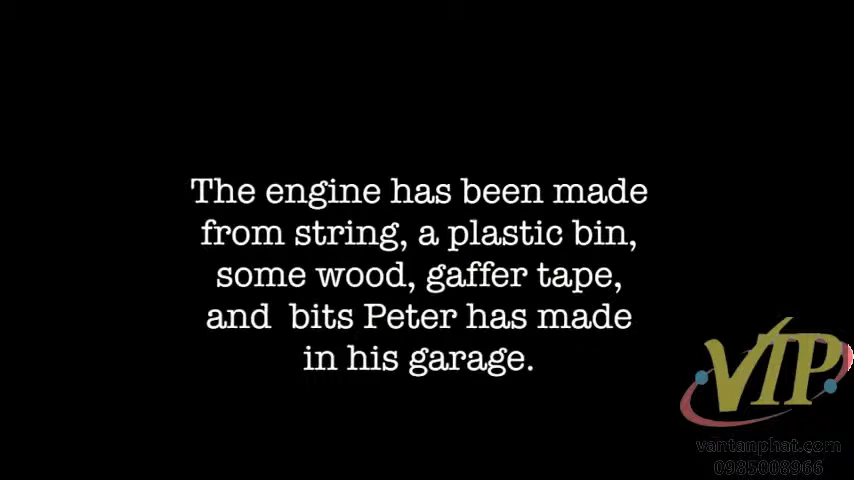 The engine has been made
from string, a plastic bin,
some wood, gaffer tape,
and  bits Peter has made
in his garage.
VIP
vantanphat.com
0985008966